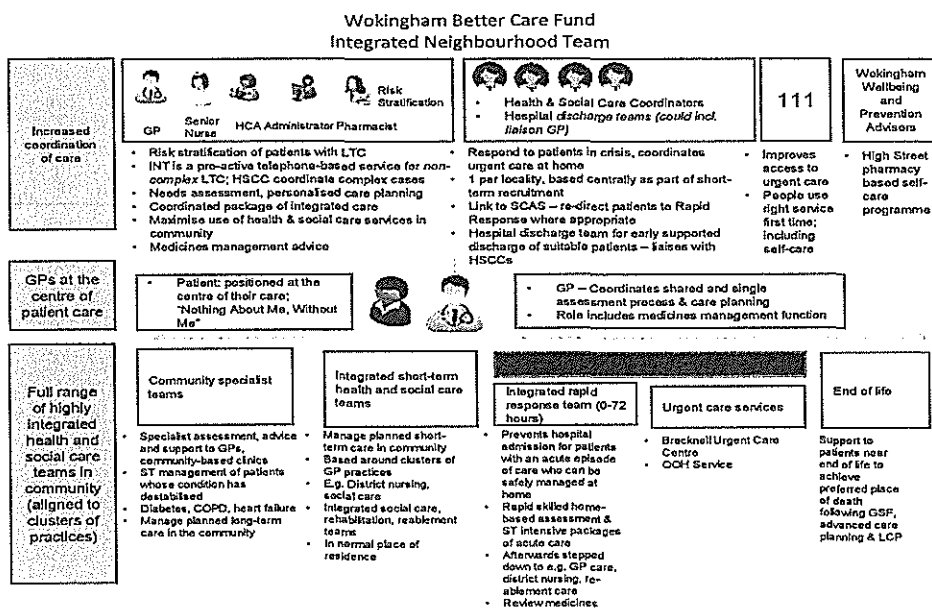 Wokingham Better Care Fund
Integrated Neighbourhood Team
Increased
coordination
of care
GP
Senior
Nurse
HCA Administrator Pharmacist
Risk
Stratification
• Risk stratification of patients with LTC
• INT is a pro-active telephone-based service for non-
complex LTC; HSCC coordinate complex cases
• Needs assessment, personalised care planning
• Coordinated package of integrated care
• Maximise use of health & social care services in
community
• Medicines management advice
• Health & Social Care Coordinators
• Hospital discharge teams (could incl.
liaison GP)
• Respond to patients in crisis, coordinates
urgent care at home
• 1 per locality, based centrally as part of short-
term recruitment
• Link to SCAS – re-direct patients to Rapid
Response where appropriate
• Hospital discharge team for early supported
discharge of suitable patients – liaises with
HSCCs
111
• Improves
access to
urgent care
• People use
right service
first time;
including
self-care
Wokingham
Wellbeing
and
Prevention
Advisors
• High Street
pharmacy
based self-
care
programme
GPs at the
centre of
patient care
• Patient: positioned at the
centre of their care;
"Nothing About Me, Without
Me"
• GP – Coordinates shared and single
assessment process & care planning
• Role includes medicines management function
Full range
of highly
integrated
health and
social care
teams in
community
(aligned to
clusters of
practices)
Community specialist
teams
• Specialist assessment, advice
and support to GPs,
community-based clinics
• ST management of patients
whose condition has
destabilised
• Diabetes, COPD, heart failure
• Manage planned long-term
care in the community
Integrated short-term
health and social care
teams
• Manage planned short-
term care in community
• Based around clusters of
GP practices
• E.g. District nursing,
social care
• Integrated social care,
rehabilitation, reablement
teams
• In normal place of
residence
Integrated rapid
response team (0-72
hours)
• Prevents hospital
admission for patients
with an acute episode
of care who can be
safely managed at
home
• Rapid skilled home-
based assessment &
ST intensive packages
of acute care
• Afterwards stepped
down to e.g. GP care,
district nursing, re-
ablement care
• Review medicines
Urgent care services
• Bracknell Urgent Care
Centre
• OOH Service
End of life
Support to
patients near
end of life to
achieve
preferred place
of death
following GSF,
advanced care
planning & LCP